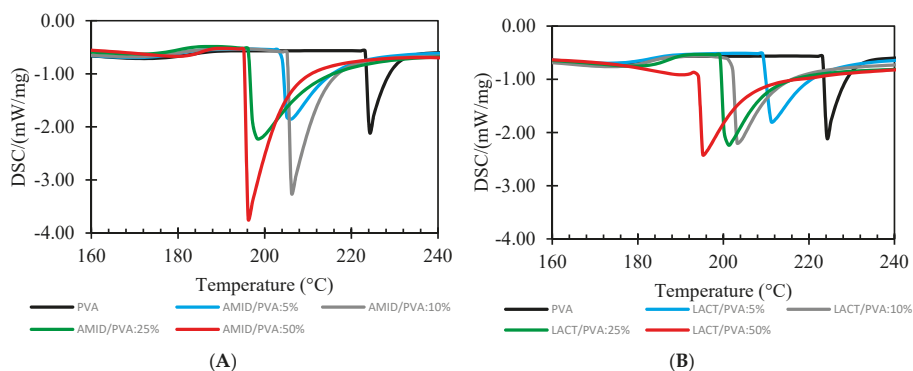 0.00
-1.00
-2.00
-3.00
-4.00
DSC/(mW/mg)
160 180 200 220 240
Temperature (°C)
PVA AMID/PVA:5% AMID/PVA:10%
AMID/PVA:25% AMID/PVA:50%
(A)
0.00
-1.00
-2.00
-3.00
-4.00
DSC/(mW/mg)
160 180 200 220 240
Temperature (°C)
PVA LACT/PVA:5% LACT/PVA:10%
LACT/PVA:25% LACT/PVA:50%
(B)